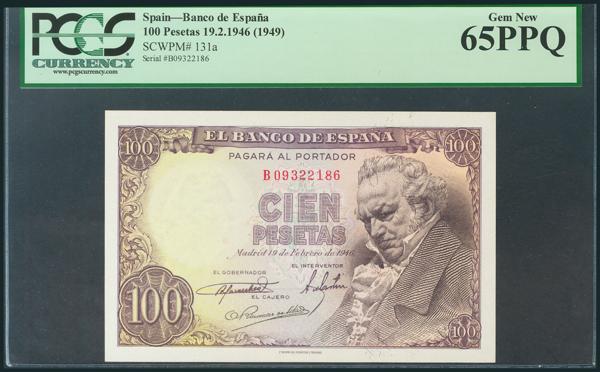 PCGS
CURRENCY
www.pcgscurrency.com
Spain—Banco de España
100 Pesetas 19.2.1946 (1949)
SCWPM# 131a
Serial #B09322186
Gem New
65PPQ
100
EL BANCO DE ESPAÑA
100
PAGARÁ AL PORTADOR
B09322186
CIEN
PESETAS
Madrid 19 de Febrero de 1946
EL INTERVENTOR
EL GOBERNADOR
EL CAJERO
100
100